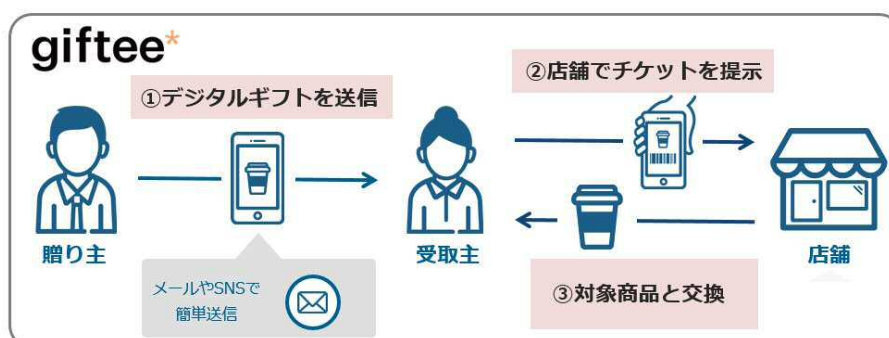 giftee*
①デジタルギフトを送信
②店舗でチケットを提示
贈り主
受取主
店舗
メールやSNSで
簡単送信
③対象商品と交換